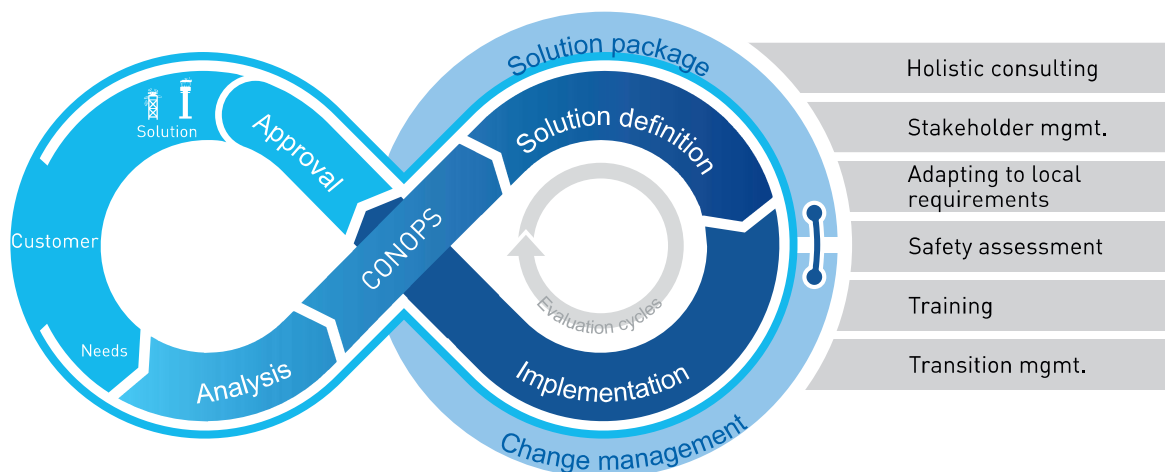 Solution
Approval
Customer
Needs
Analysis
CONOPS
Solution package
Solution definition
Evaluation cycles
Implementation
Change management
Holistic consulting
Stakeholder mgmt.
Adapting to local
requirements
Safety assessment
Training
Transition mgmt.